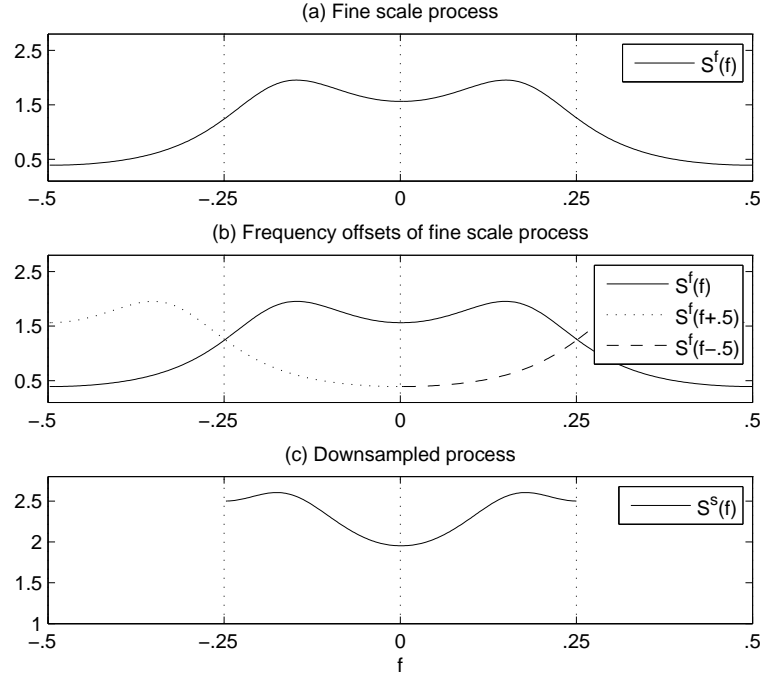 (a) Fine scale process
2.5
1.5
0.5
S^f(f)
-.5
-.25
0
.25
.5
(b) Frequency offsets of fine scale process
2.5
1.5
0.5
S^f(f)
S^f(f+.5)
S^f(f−.5)
-.5
-.25
0
.25
.5
(c) Downsampled process
2.5
2
1.5
1
S^s(f)
-.5
-.25
0
.25
.5
f